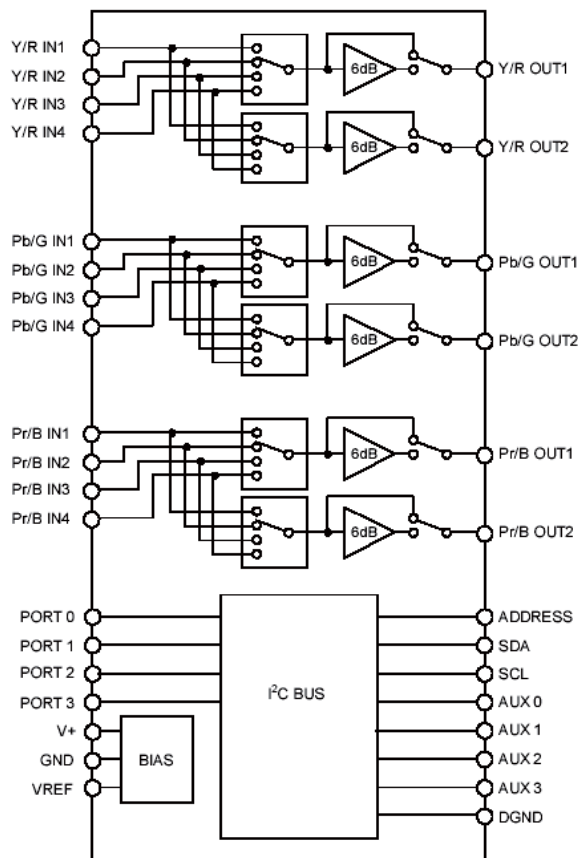 Y/R IN1
Y/R IN2
Y/R IN3
Y/R IN4
6dB
Y/R OUT1
6dB
Y/R OUT2
Pb/G IN1
Pb/G IN2
Pb/G IN3
Pb/G IN4
6dB
Pb/G OUT1
6dB
Pb/G OUT2
Pr/B IN1
Pr/B IN2
Pr/B IN3
Pr/B IN4
6dB
Pr/B OUT1
6dB
Pr/B OUT2
PORT 0
PORT 1
PORT 2
PORT 3
V+
GND
VREF
BIAS
I²C BUS
ADDRESS
SDA
SCL
AUX 0
AUX 1
AUX 2
AUX 3
DGND